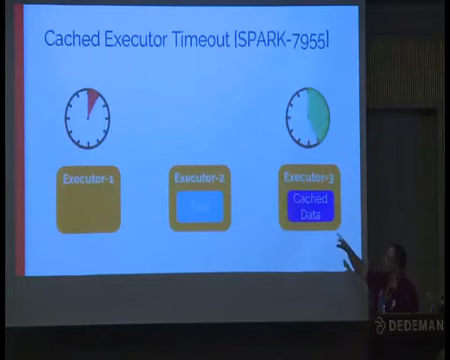 Cached Executor Timeout [SPARK-7955]
Executor-1
Executor-2
Executor-3
Cached
Data
DEDEMAN